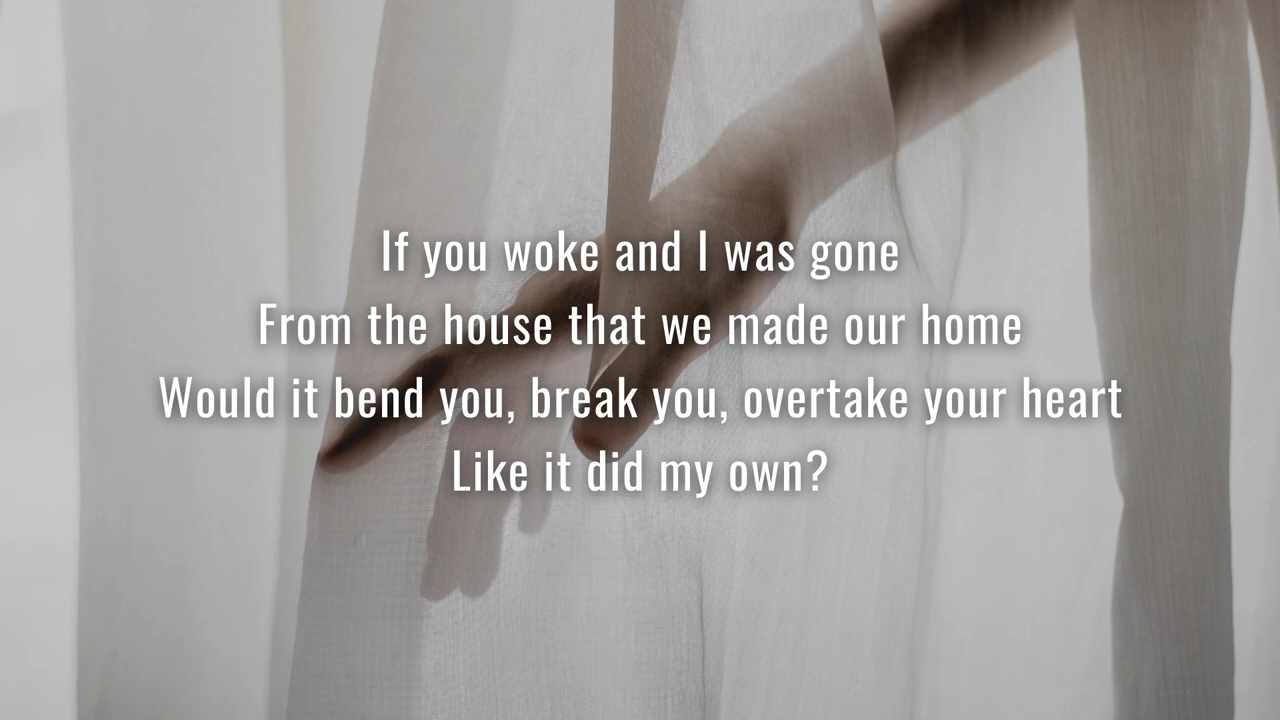 If you woke and I was gone
From the house that we made our home
Would it bend you, break you, overtake your heart
Like it did my own?